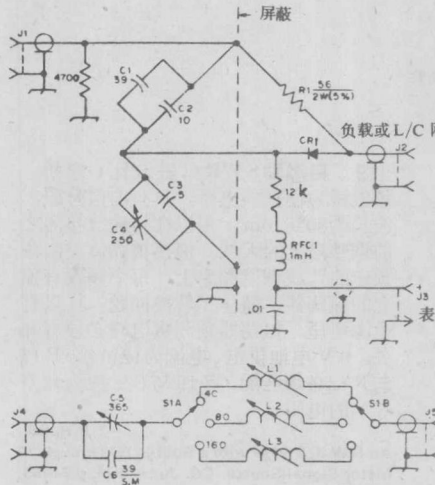 屏蔽
J1
4700
C1
39
C2
10
R1 56
2W(5%)
CR1
负载或L/C
J2
C3
5
12k
C4
250
RFC1
1mH
.01
+
J3
表
L1
C5
365
S1A
4C
S1B
J4
80
L2
J5
160
L3
C6 39
S.M